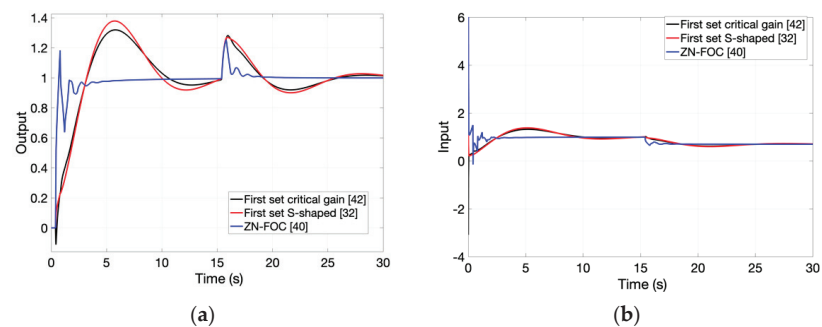 1.4
1.2
1
0.8
0.6
0.4
0.2
0
Output
0 5 10 15 20 25 30
Time (s)
First set critical gain [42]
First set S-shaped [32]
ZN-FOC [40]
(a)
6
4
2
0
-2
-4
Input
0 5 10 15 20 25 30
Time (s)
First set critical gain [42]
First set S-shaped [32]
ZN-FOC [40]
(b)